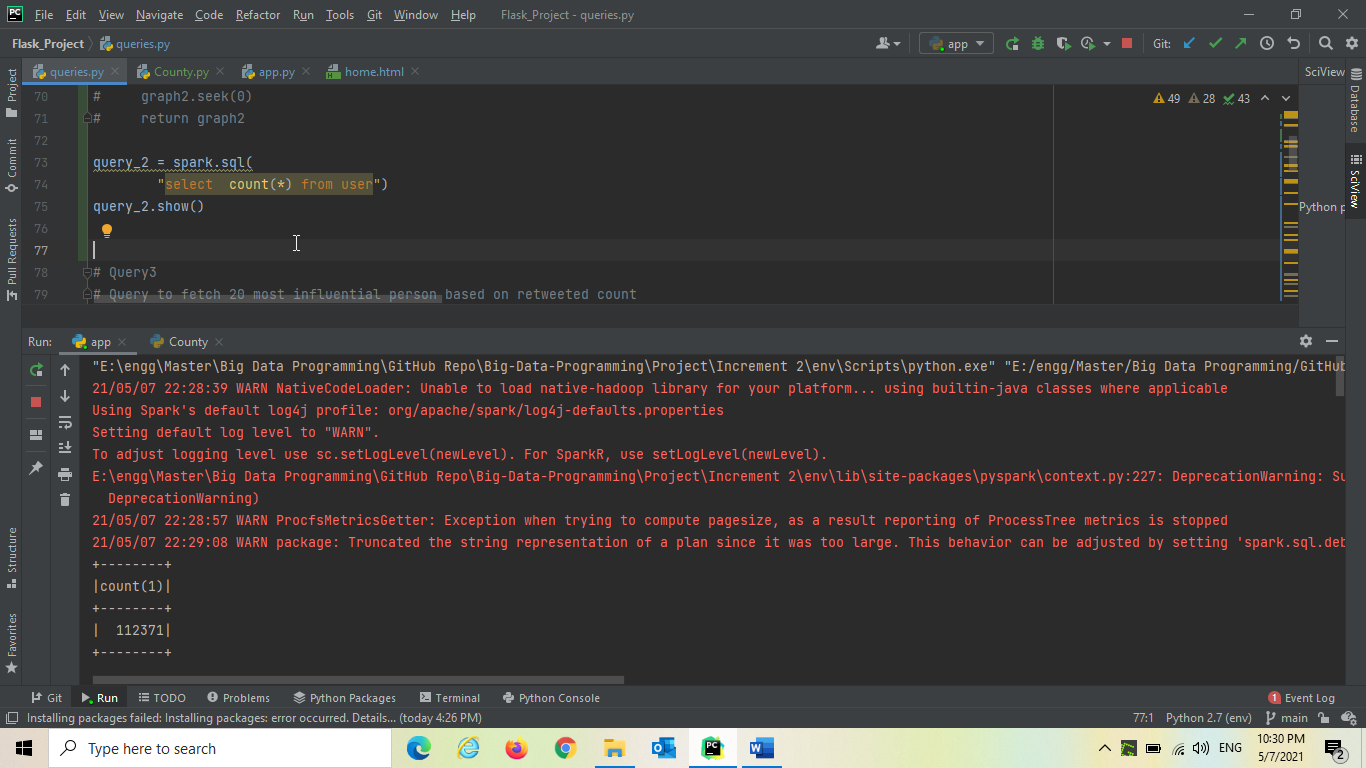 PC File Edit View Navigate Code Refactor Run Tools Git Window Help Flask_Project - queries.py
Flask_Project queries.py app Git:
Project queries.py County.py app.py home.html SciView Database
49 28 43
70 # graph2.seek(0)
71 # return graph2
72
73 query_2 = spark.sql(
74 "select  count(*) from user")
75 query_2.show()
76
77
78 # Query3
79 # Query to fetch 20 most influential person based on retweeted count
Commit
Pull Requests
SciView
Python p
Run: app County
"E:\engg\Master\Big Data Programming\GitHub Repo\Big-Data-Programming\Project\Increment 2\env\Scripts\python.exe" "E:/engg/Master/Big Data Programming/GitHub
21/05/07 22:28:39 WARN NativeCodeLoader: Unable to load native-hadoop library for your platform... using builtin-java classes where applicable
Using Spark's default log4j profile: org/apache/spark/log4j-defaults.properties
Setting default log level to "WARN".
To adjust logging level use sc.setLogLevel(newLevel). For SparkR, use setLogLevel(newLevel).
E:\engg\Master\Big Data Programming\GitHub Repo\Big-Data-Programming\Project\Increment 2\env\lib\site-packages\pyspark\context.py:227: DeprecationWarning: Su
DeprecationWarning)
21/05/07 22:28:57 WARN ProcfsMetricsGetter: Exception when trying to compute pagesize, as a result reporting of ProcessTree metrics is stopped
21/05/07 22:29:08 WARN package: Truncated the string representation of a plan since it was too large. This behavior can be adjusted by setting 'spark.sql.deb
+--------+
|count(1)|
+--------+
|  112371|
+--------+
Structure
Favorites
Git Run TODO Problems Python Packages Terminal Python Console 1 Event Log
Installing packages failed: Installing packages: error occurred. Details... (today 4:26 PM) 77:1 Python 2.7 (env) main
Type here to search PC W ENG 10:30 PM
5/7/2021 2